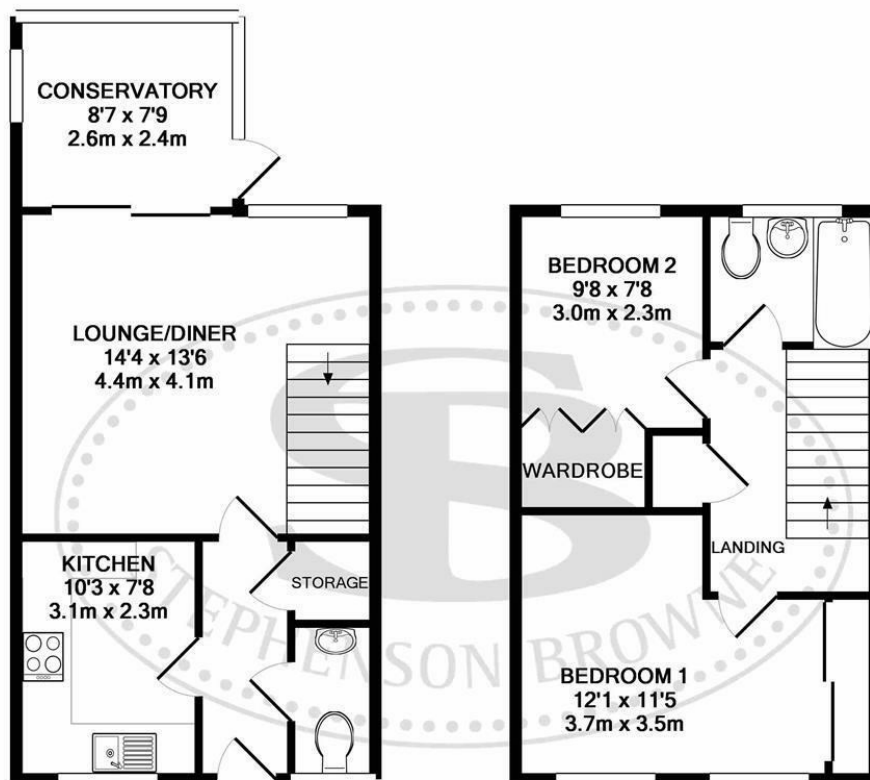 CONSERVATORY
8'7 x 7'9
2.6m x 2.4m
LOUNGE/DINER
14'4 x 13'6
4.4m x 4.1m
KITCHEN
10'3 x 7'8
3.1m x 2.3m
STORAGE
BEDROOM 2
9'8 x 7'8
3.0m x 2.3m
WARDROBE
LANDING
BEDROOM 1
12'1 x 11'5
3.7m x 3.5m
SB
STEPHENSON BROWNE